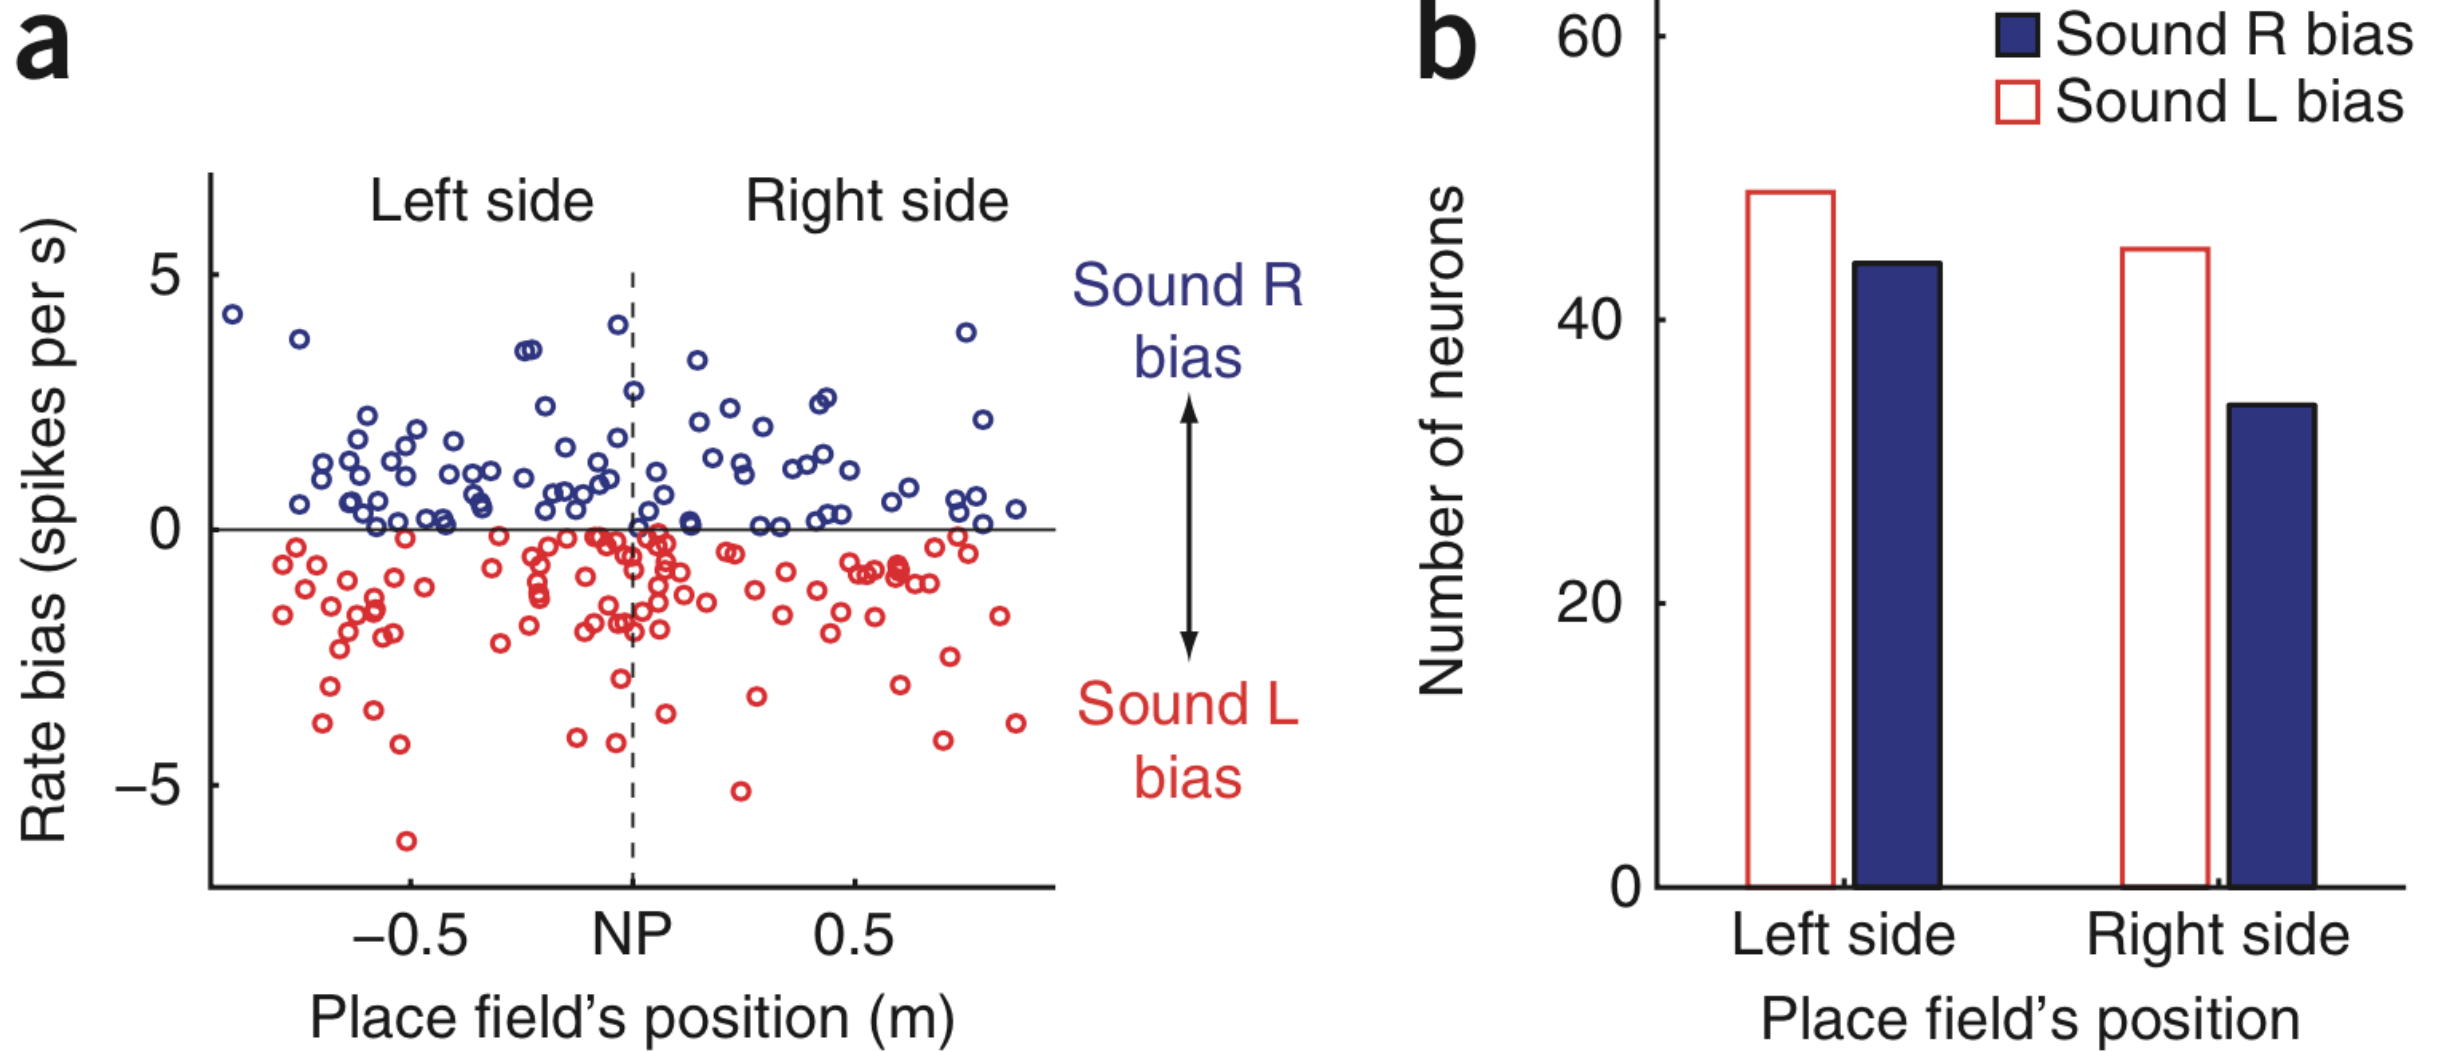 a
Left side
Right side
5
0
–5
Rate bias (spikes per s)
Sound R
bias
Sound L
bias
–0.5
NP
0.5
Place field’s position (m)
b
Sound R bias
Sound L bias
60
40
20
0
Number of neurons
Left side
Right side
Place field’s position